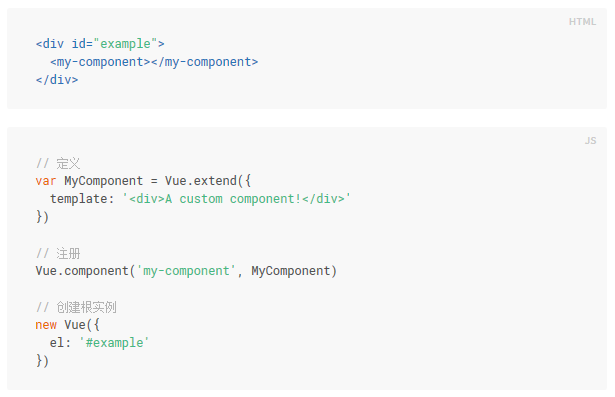 HTML
<div id="example">
  <my-component></my-component>
</div>
JS
// 定义
var MyComponent = Vue.extend({
  template: '<div>A custom component!</div>'
})
// 注册
Vue.component('my-component', MyComponent)
// 创建根实例
new Vue({
  el: '#example'
})